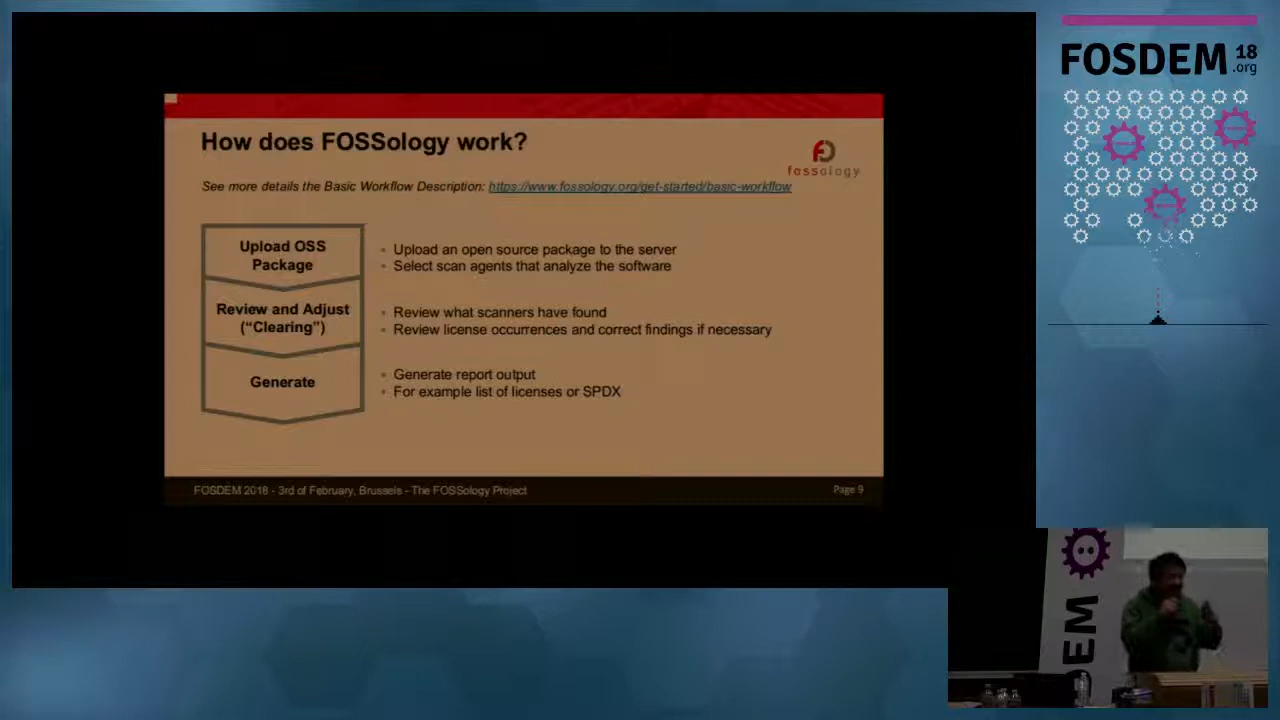 FOSDEM 18
.org
How does FOSSology work?
fossology
See more details the Basic Workflow Description: https://www.fossology.org/get-started/basic-workflow
Upload OSS
Package
• Upload an open source package to the server
• Select scan agents that analyze the software
Review and Adjust
(“Clearing”)
• Review what scanners have found
• Review license occurrences and correct findings if necessary
Generate
• Generate report output
• For example list of licenses or SPDX
FOSDEM 2018 - 3rd of February, Brussels - The FOSSology Project
Page 9
DEM